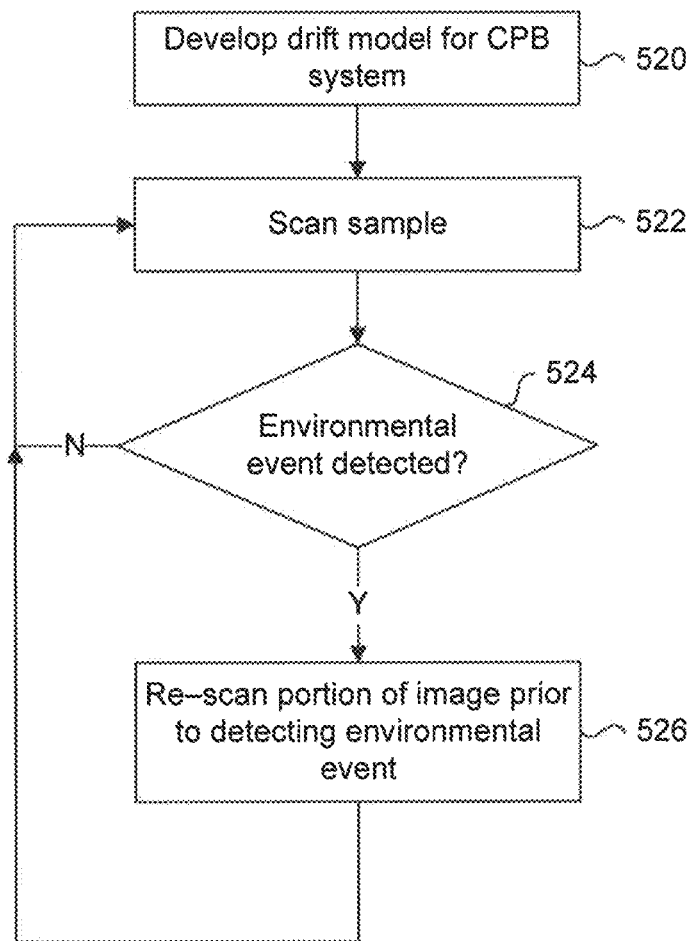 Develop drift model for CPB
system
520
Scan sample
522
524
Environmental
event detected?
N
Y
Re–scan portion of image prior
to detecting environmental
event
526